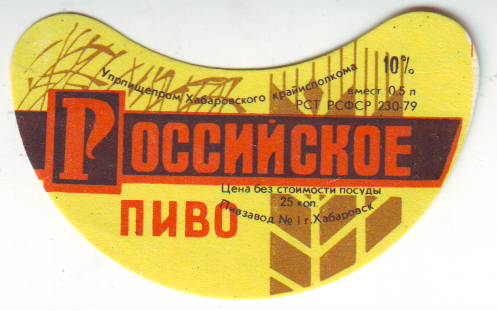 Упрпищепром Хабаровского крайисполкома
10%
вмест. 0,5 л
РСТ РСФСР 230-79
РОССИЙСКОЕ
ПИВО
Цена без стоимости посуды
25 коп.
Пивзавод № 1 г. Хабаровск